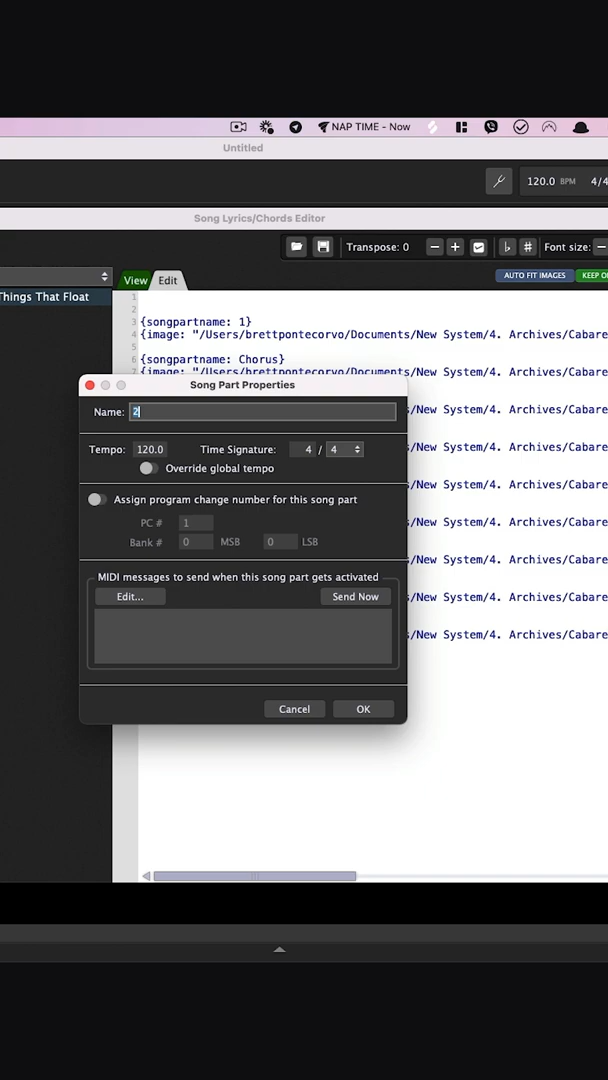 NAP TIME - Now
Untitled
120.0 BPM 4/4
Song Lyrics/Chords Editor
Transpose: 0 − + ♭ # Font size: −
View Edit AUTO FIT IMAGES KEEP
Things That Float
1
2
3 {songpartname: 1}
4 {image: "/Users/brettpontecorvo/Documents/New System/4. Archives/Cabare
5
6 {songpartname: Chorus}
7 {image: "/Users/brettpontecorvo/Documents/New System/4. Archives/Cabare
/New System/4. Archives/Cabare
/New System/4. Archives/Cabare
/New System/4. Archives/Cabare
/New System/4. Archives/Cabare
/New System/4. Archives/Cabare
/New System/4. Archives/Cabare
/New System/4. Archives/Cabare
Song Part Properties
Name: 2
Tempo: 120.0 Time Signature: 4 / 4
Override global tempo
Assign program change number for this song part
PC # 1
Bank # 0 MSB 0 LSB
MIDI messages to send when this song part gets activated
Edit... Send Now
Cancel OK